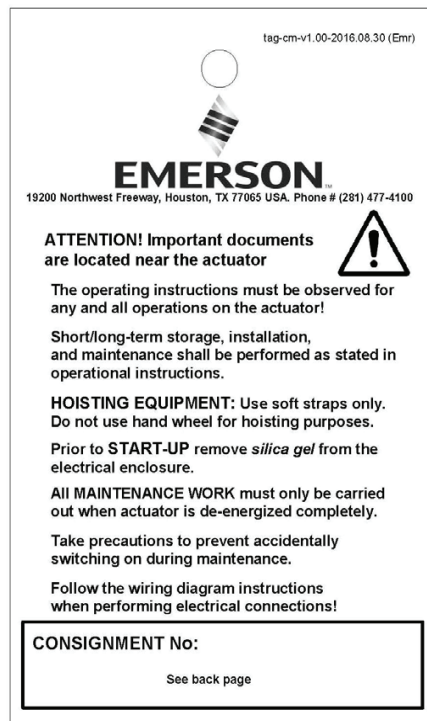 tag-cm-v1.00-2016.08.30 (Emr)
EMERSON™
19200 Northwest Freeway, Houston, TX 77065 USA. Phone # (281) 477-4100
ATTENTION! Important documents
are located near the actuator
The operating instructions must be observed for
any and all operations on the actuator!
Short/long-term storage, installation,
and maintenance shall be performed as stated in
operational instructions.
HOISTING EQUIPMENT: Use soft straps only.
Do not use hand wheel for hoisting purposes.
Prior to START-UP remove silica gel from the
electrical enclosure.
All MAINTENANCE WORK must only be carried
out when actuator is de-energized completely.
Take precautions to prevent accidentally
switching on during maintenance.
Follow the wiring diagram instructions
when performing electrical connections!
CONSIGNMENT No:
See back page